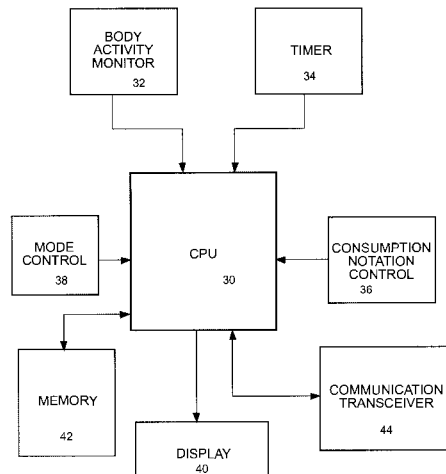 BODY
ACTIVITY
MONITOR
32
TIMER
34
MODE
CONTROL
38
CPU
30
CONSUMPTION
NOTATION
CONTROL
36
MEMORY
42
DISPLAY
40
COMMUNICATION
TRANSCEIVER
44